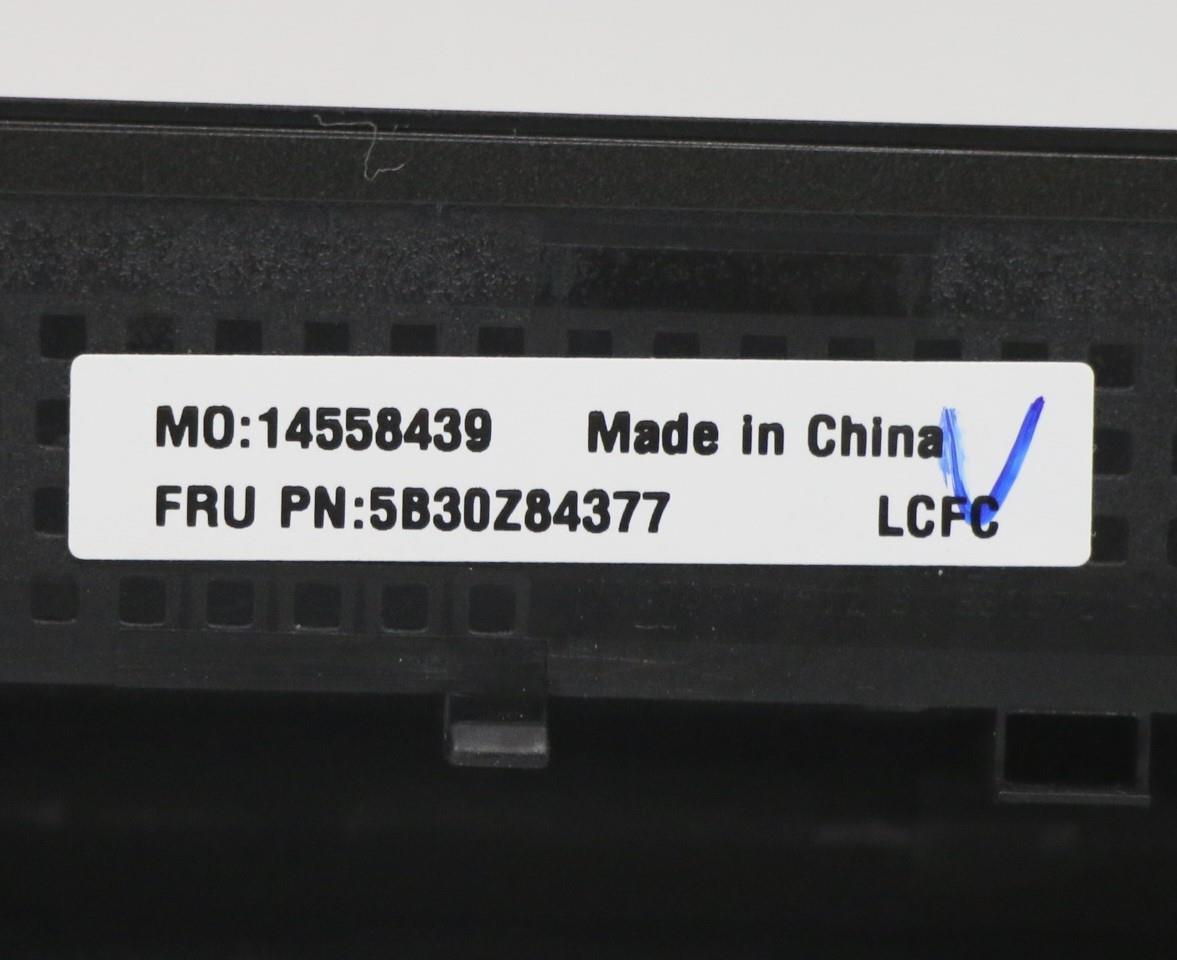 MO:14558439 Made in China
FRU PN:5B30Z84377 LCFC